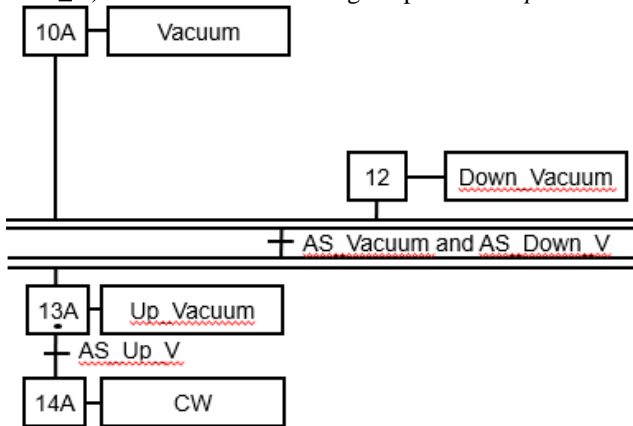 10A Vacuum
12 Down_Vacuum
AS_Vacuum and AS_Down_V
13A Up_Vacuum
AS_Up_V
14A CW